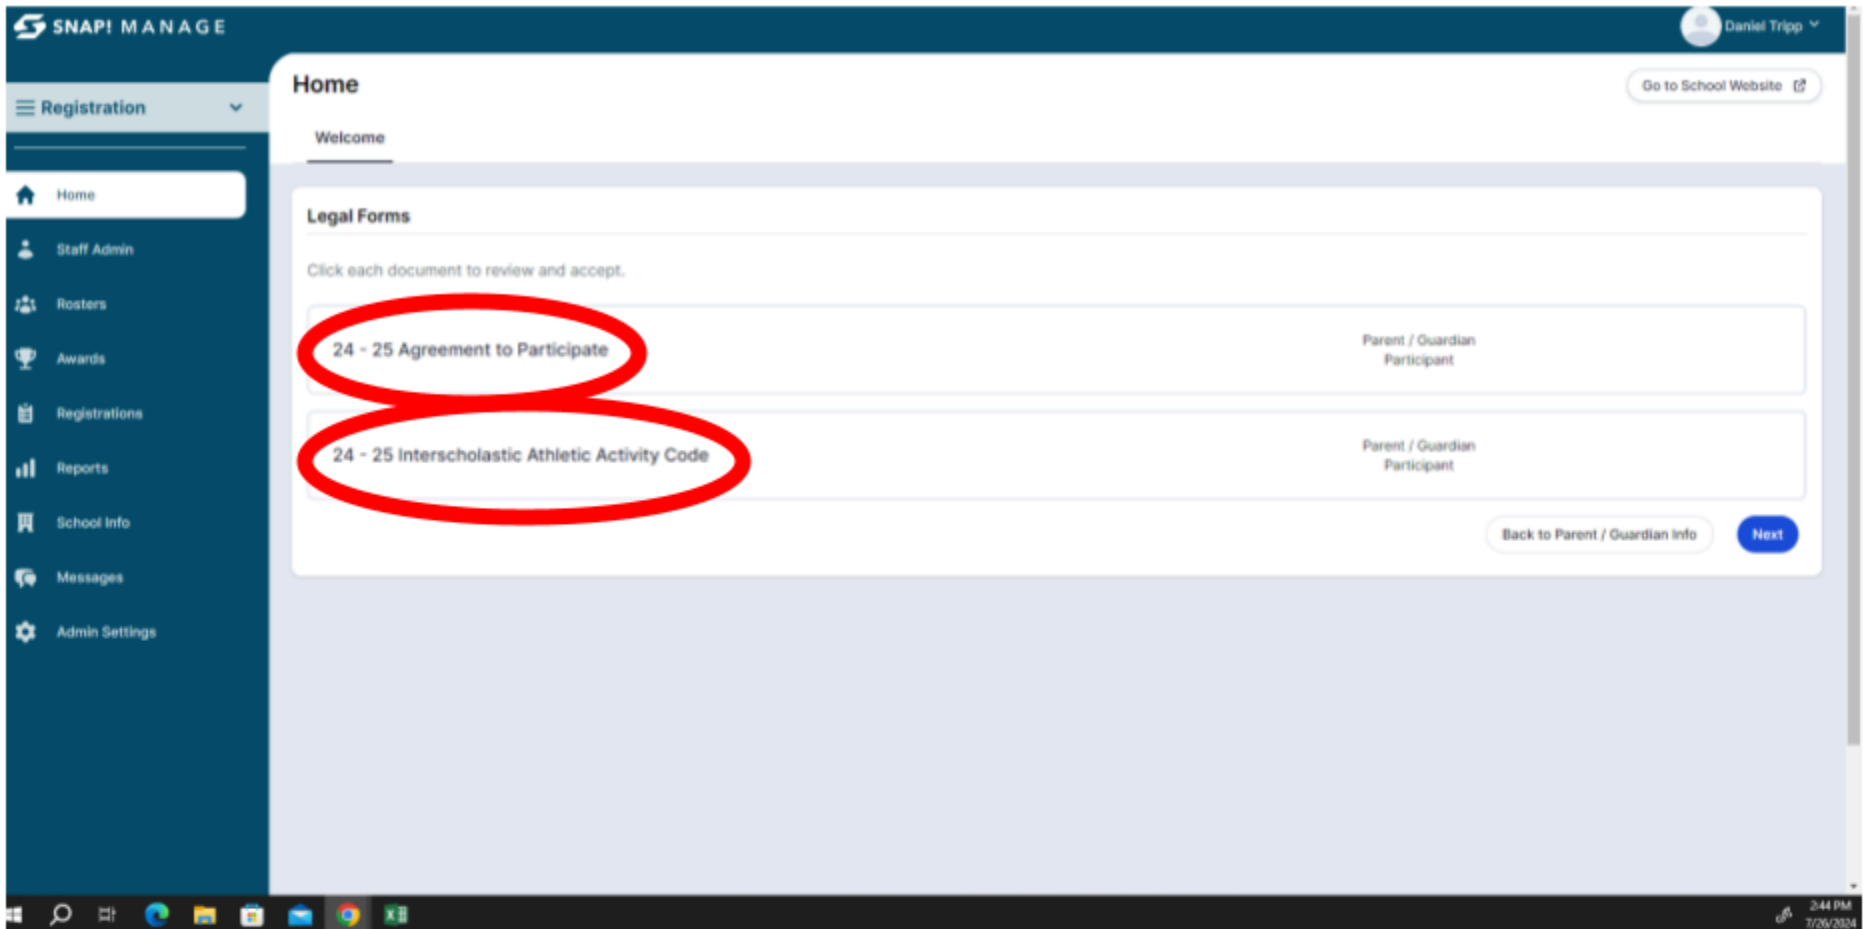 SNAP! MANAGE
Daniel Tripp
Registration
Home
Go to School Website
Welcome
Home
Staff Admin
Rosters
Awards
Registrations
Reports
School Info
Messages
Admin Settings
Legal Forms
Click each document to review and accept.
24 - 25 Agreement to Participate
Parent / Guardian
Participant
24 - 25 Interscholastic Athletic Activity Code
Parent / Guardian
Participant
Back to Parent / Guardian Info
Next
2:44 PM
7/26/2024